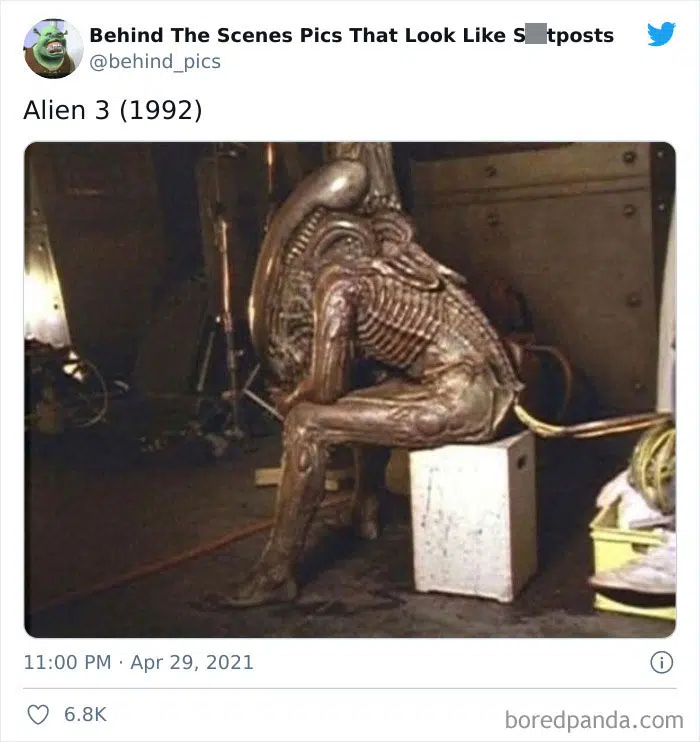 Behind The Scenes Pics That Look Like S tposts
@behind_pics
Alien 3 (1992)
11:00 PM · Apr 29, 2021
6.8K
boredpanda.com